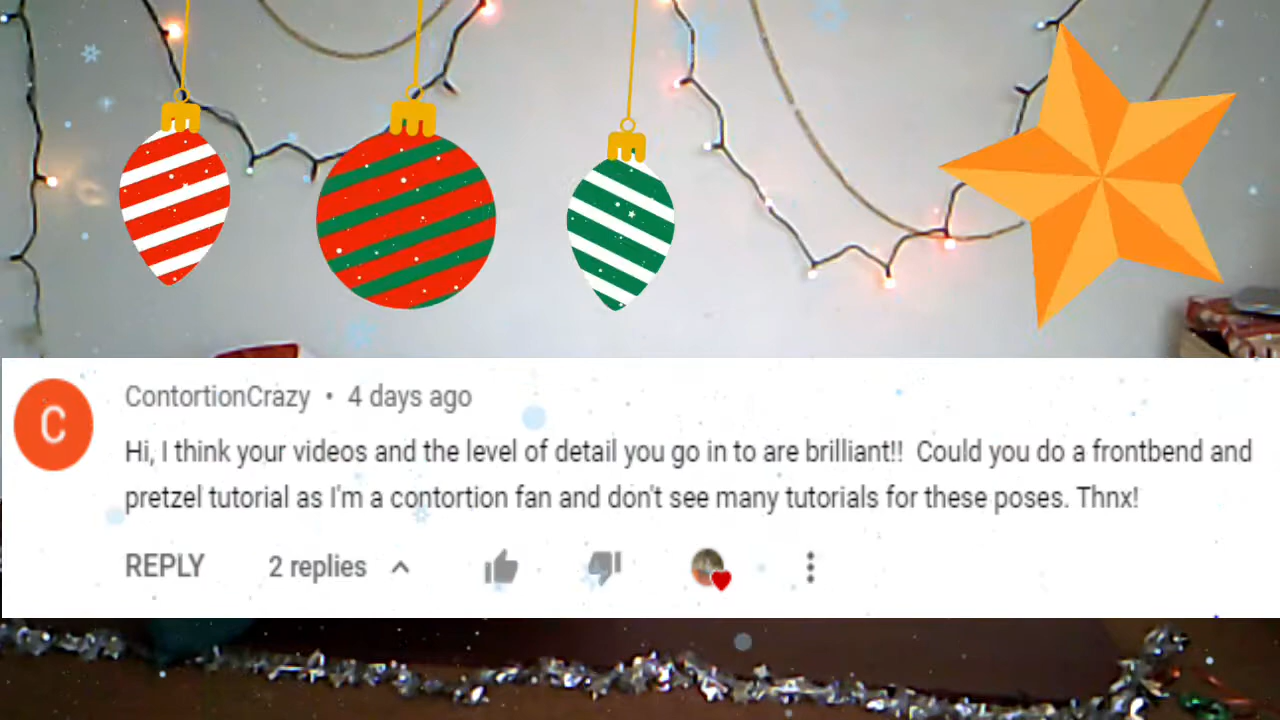 C
ContortionCrazy • 4 days ago
Hi, I think your videos and the level of detail you go in to are brilliant!!  Could you do a frontbend and
pretzel tutorial as I'm a contortion fan and don't see many tutorials for these poses. Thnx!
REPLY 2 replies